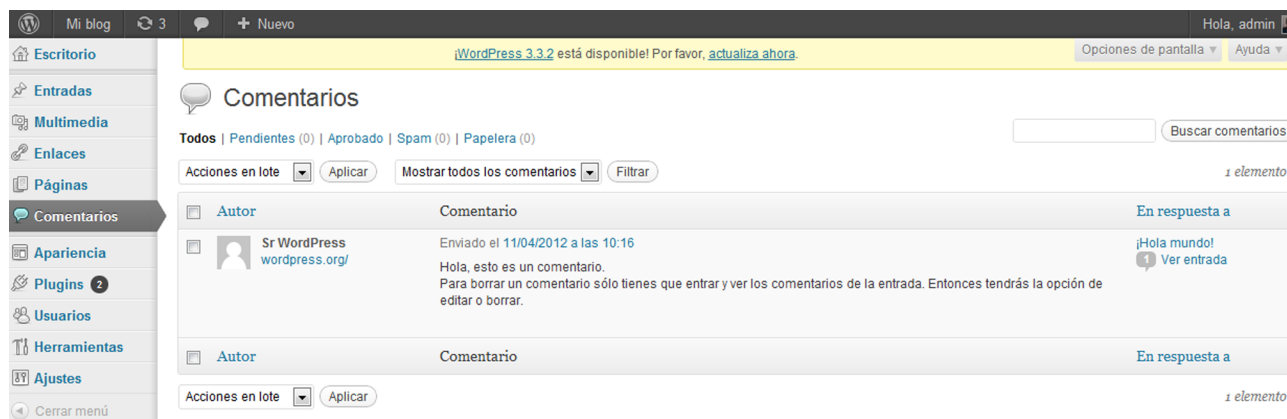 Mi blog 3 + Nuevo Hola, admin
Escritorio
Entradas
Multimedia
Enlaces
Páginas
Comentarios
Apariencia
Plugins 2
Usuarios
Herramientas
Ajustes
Cerrar menú
¡WordPress 3.3.2 está disponible! Por favor, actualiza ahora.
Opciones de pantalla Ayuda
Comentarios
Todos | Pendientes (0) | Aprobado | Spam (0) | Papelera (0)
Buscar comentarios
Acciones en lote Aplicar Mostrar todos los comentarios Filtrar
1 elemento
Autor Comentario En respuesta a
Sr WordPress
wordpress.org/
Enviado el 11/04/2012 a las 10:16
Hola, esto es un comentario.
Para borrar un comentario sólo tienes que entrar y ver los comentarios de la entrada. Entonces tendrás la opción de
editar o borrar.
¡Hola mundo!
1 Ver entrada
Autor Comentario En respuesta a
Acciones en lote Aplicar
1 elemento